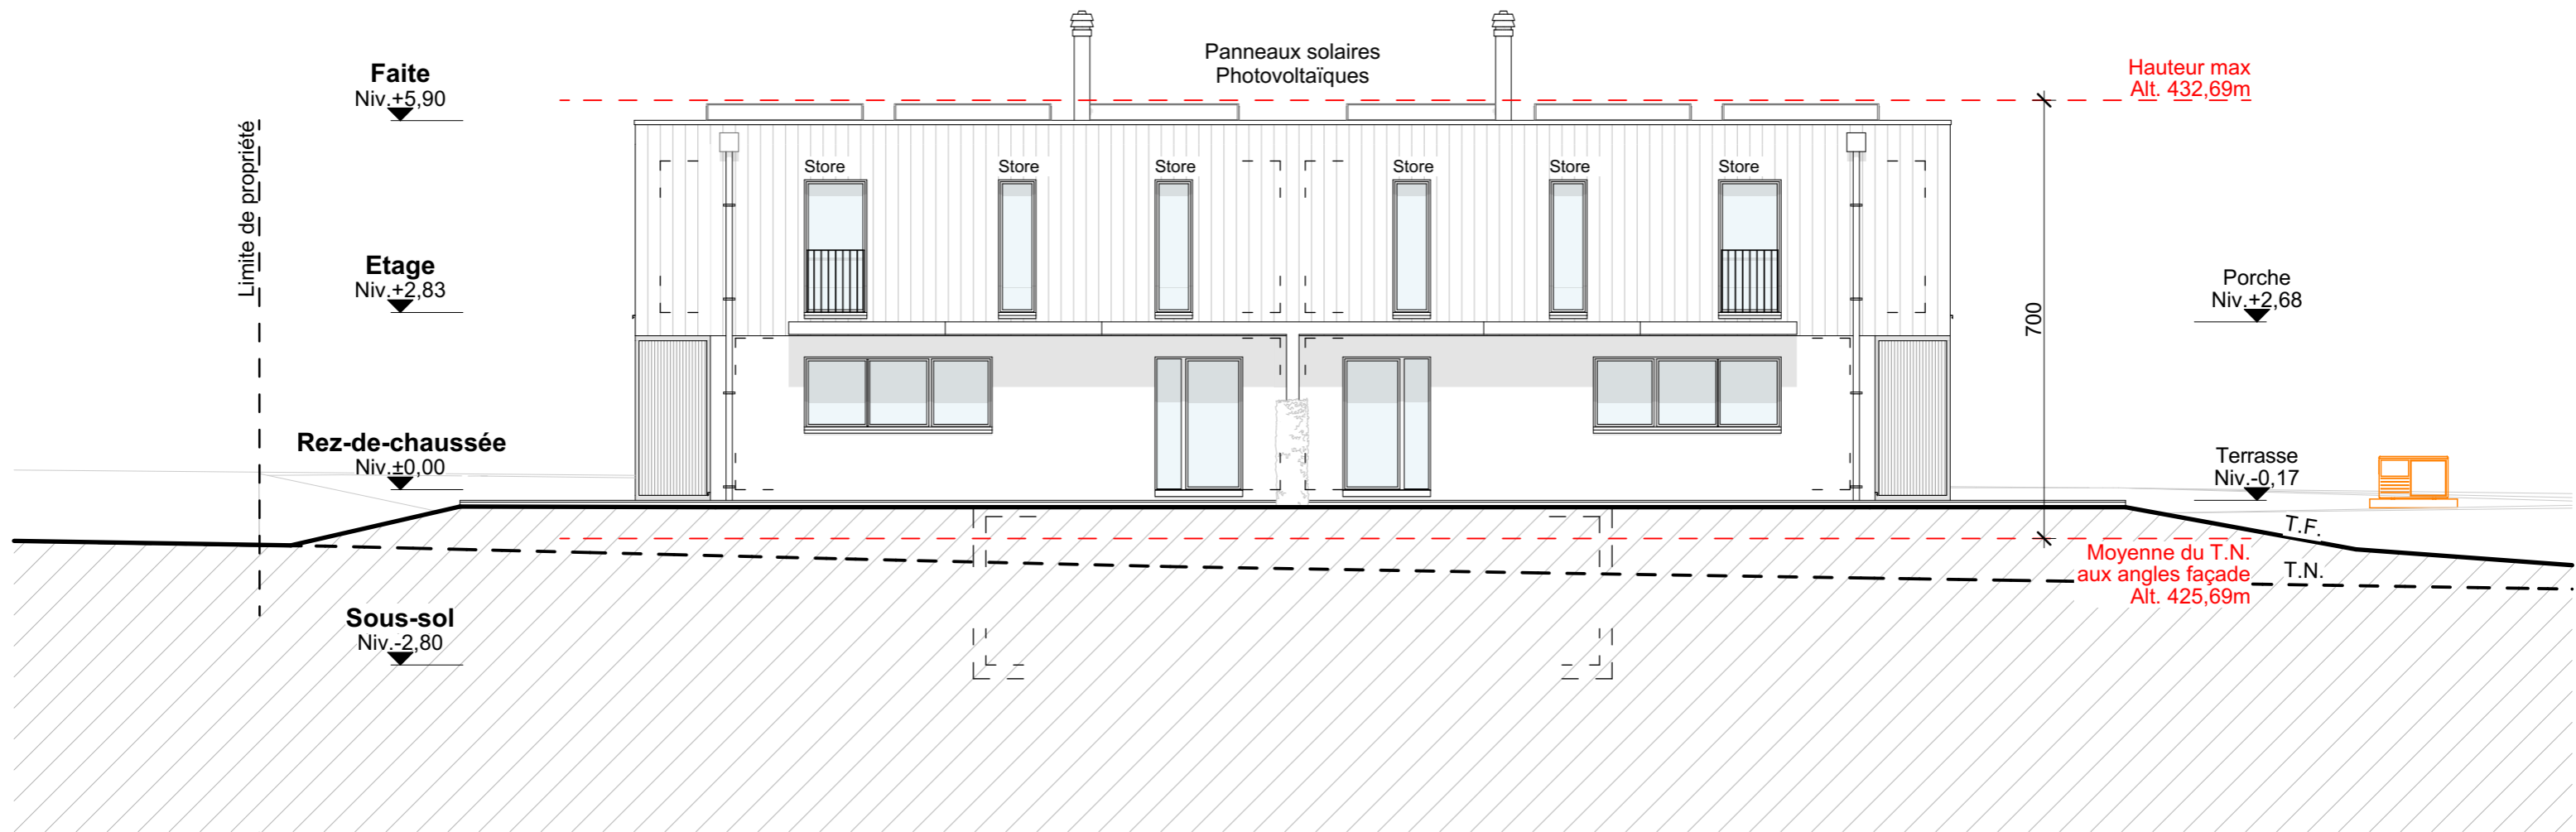 Panneaux solaires
Photovoltaïques
Faite
Niv.+5,90
Hauteur max
Alt. 432,69m
Limite de propriété
Store
Store
Store
Store
Store
Store
Etage
Niv.+2,83
Porche
Niv.+2,68
700
Rez-de-chaussée
Niv.±0,00
Terrasse
Niv.-0,17
T.F.
Moyenne du T.N.
aux angles façade
Alt. 425,69m
T.N.
Sous-sol
Niv.-2,80